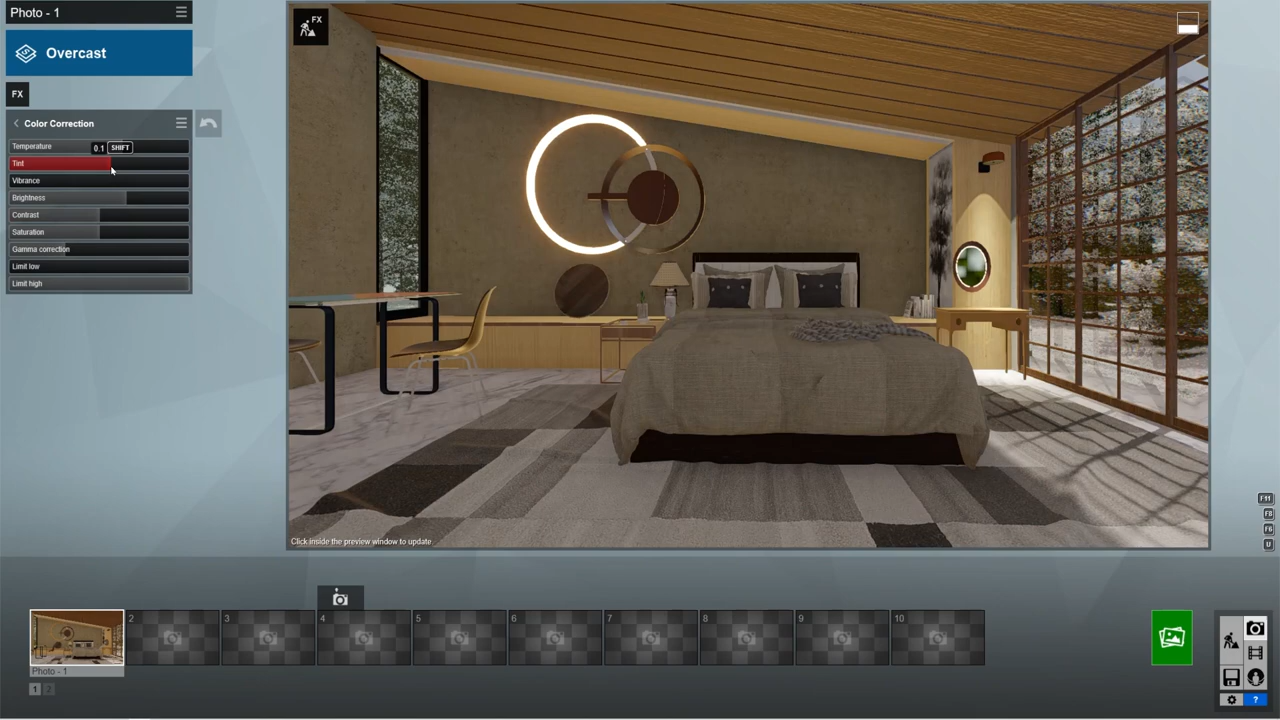 Photo - 1
Overcast
FX
Color Correction
Temperature
0.1 SHIFT
Tint
Vibrance
Brightness
Contrast
Saturation
Gamma correction
Limit low
Limit high
FX
Click inside the preview window to update.
F11
F8
F6
U
2
3
4
5
6
7
8
9
10
Photo - 1
1
2
?